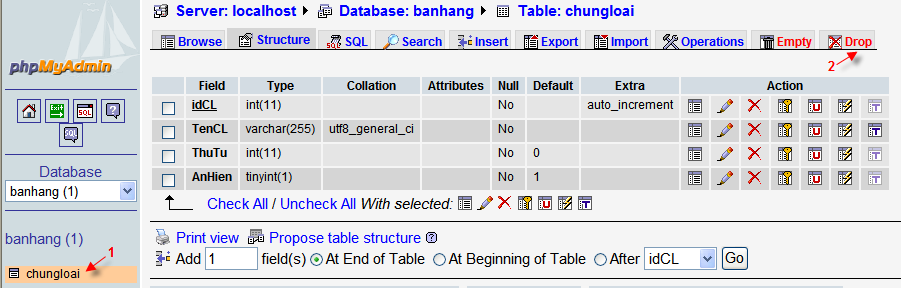 Server: localhost Database: banhang Table: chungloai
Browse Structure SQL Search Insert Export Import Operations Empty Drop
2
phpMyAdmin
SQL
SQL
Database
banhang (1)
banhang (1)
1
chungloai
Field Type Collation Attributes Null Default Extra Action
idCL int(11) No auto_increment
TenCL varchar(255) utf8_general_ci No
ThuTu int(11) No 0
AnHien tinyint(1) No 1
Check All / Uncheck All With selected:
Print view Propose table structure
Add 1 field(s) At End of Table At Beginning of Table After idCL Go